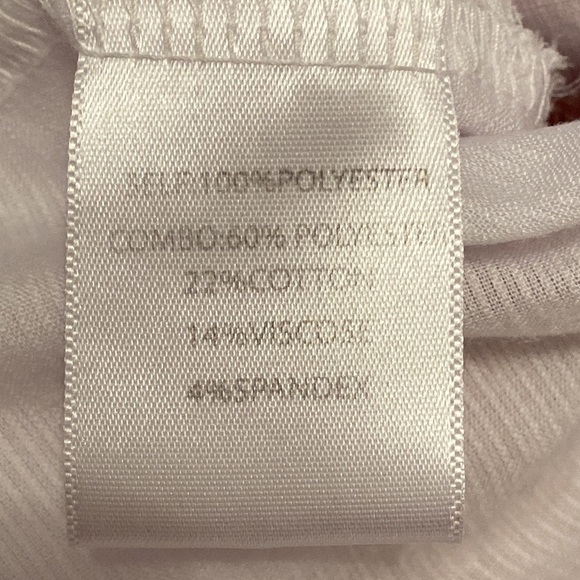 SELF:100%POLYESTER
COMBO:60% POLYESTER
22%COTTON
14%VISCOSE
4%SPANDEX